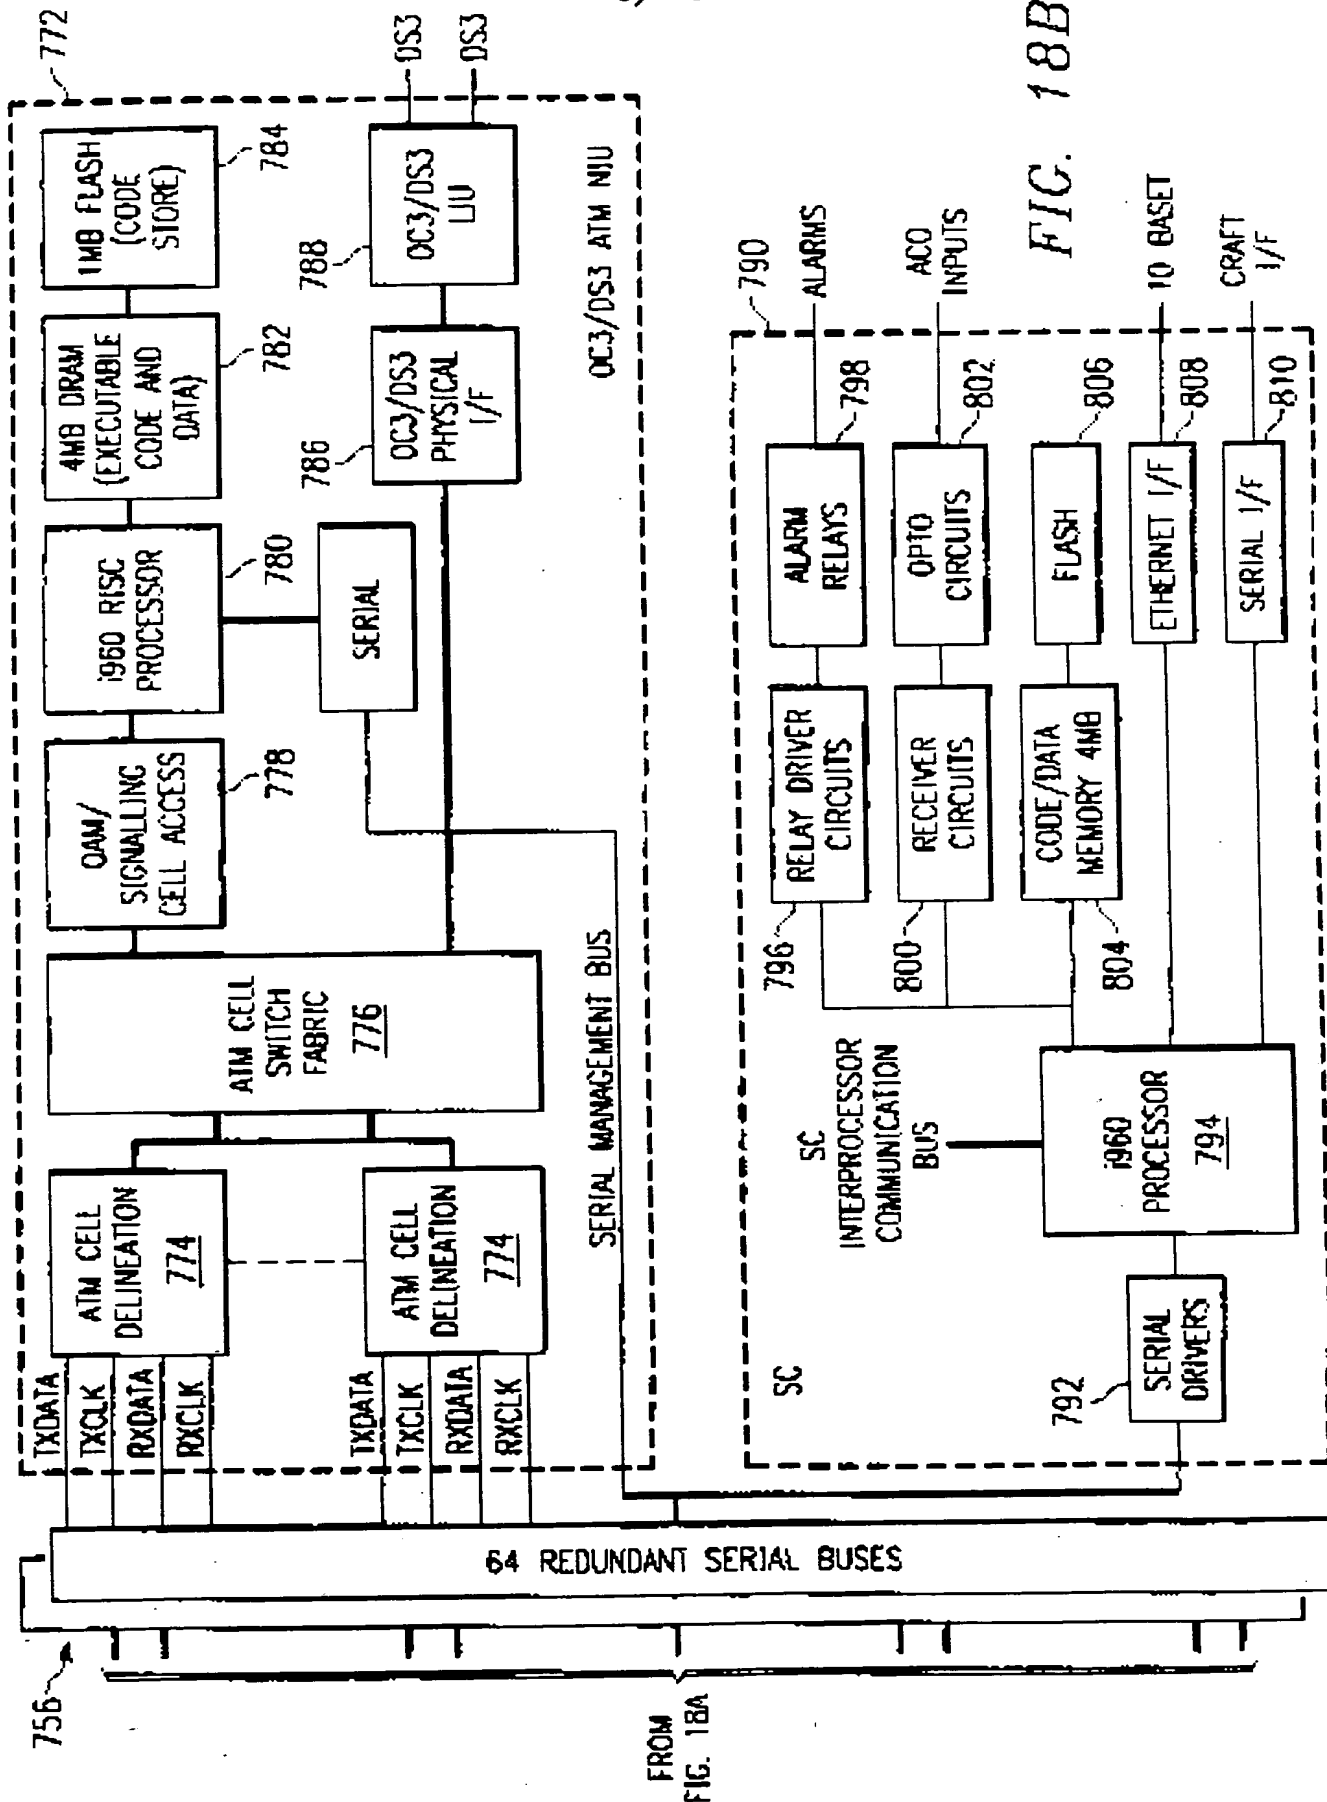 772
1MB FLASH
(CODE
STORE)
784
4MB DRAM
(EXECUTABLE
CODE AND
DATA)
782
i960 RISC
PROCESSOR
780
OAM/
SIGNALLING
CELL ACCESS
778
SERIAL
DS3
DS3
OC3/DS3
LIU
788
OC3/DS3
PHYSICAL
I/F
786
OC3/DS3 ATM NIU
ATM CELL
SWITCH
FABRIC
776
ATM CELL
DELINEATION
774
ATM CELL
DELINEATION
774
TXDATA
TXCLK
RXDATA
RXCLK
TXDATA
TXCLK
RXDATA
RXCLK
SERIAL MANAGEMENT BUS
64 REDUNDANT SERIAL BUSES
756
FROM
FIG. 18A
790
ALARMS
ACO
INPUTS
10 BASET
CRAFT
I/F
ALARM
RELAYS
798
OPTO
CIRCUITS
802
FLASH
806
ETHERNET I/F
808
SERIAL I/F
810
RELAY DRIVER
CIRCUITS
796
RECEIVER
CIRCUITS
800
CODE/DATA
MEMORY 4MB
804
SC
INTERPROCESSOR
COMMUNICATION
BUS
i960
PROCESSOR
794
SC
SERIAL
DRIVERS
792
FIG. 18B